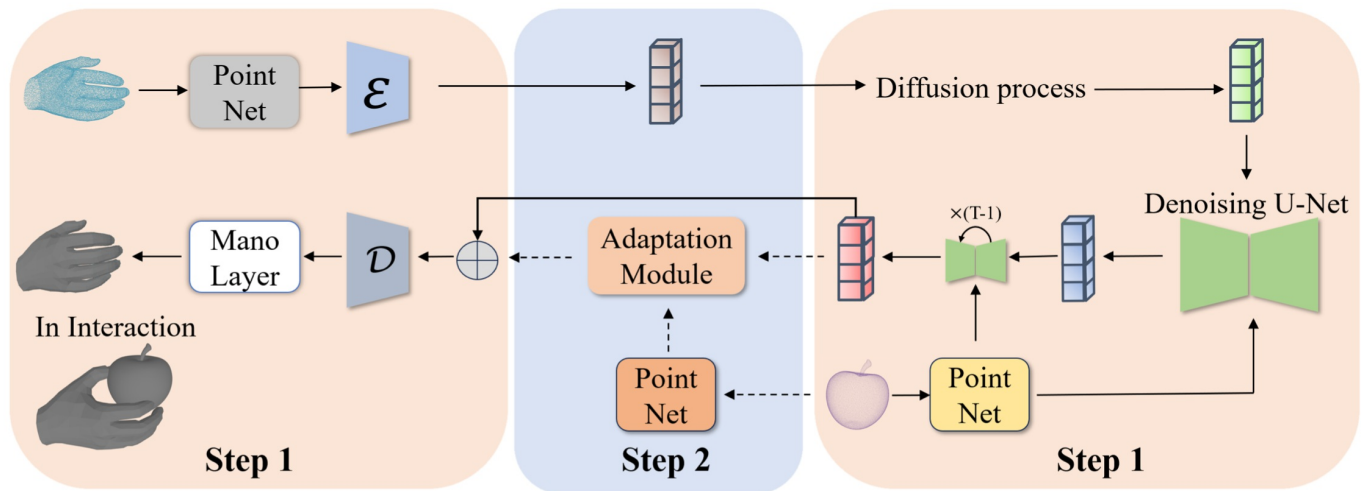 Point
Net
ℰ
Diffusion process
Denoising U-Net
×(T-1)
Mano
Layer
𝒟
Adaptation
Module
In Interaction
Point
Net
Point
Net
Step 1
Step 2
Step 1